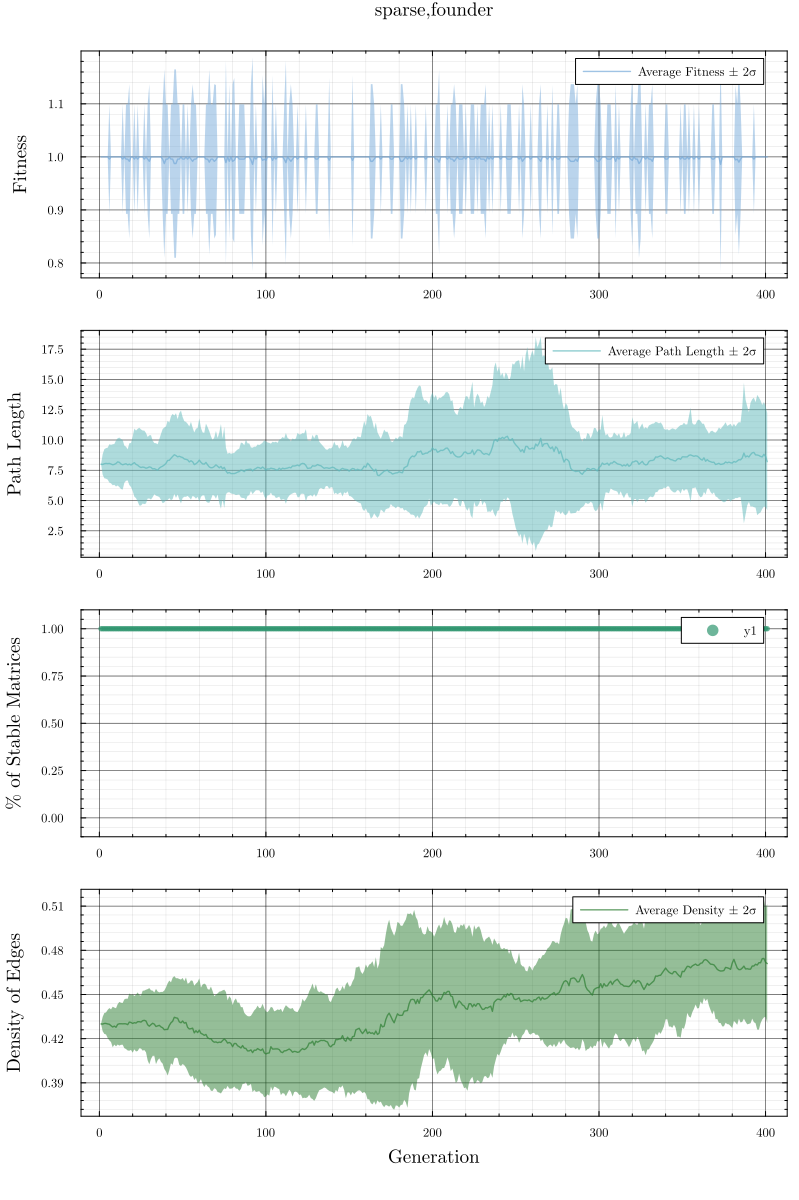 sparse,founder
Average Fitness ± 2σ
Fitness
1.1
1.0
0.9
0.8
0 100 200 300 400
Average Path Length ± 2σ
Path Length
17.5
15.0
12.5
10.0
7.5
5.0
2.5
0 100 200 300 400
y1
% of Stable Matrices
1.00
0.75
0.50
0.25
0.00
0 100 200 300 400
Average Density ± 2σ
Density of Edges
0.51
0.48
0.45
0.42
0.39
0 100 200 300 400
Generation